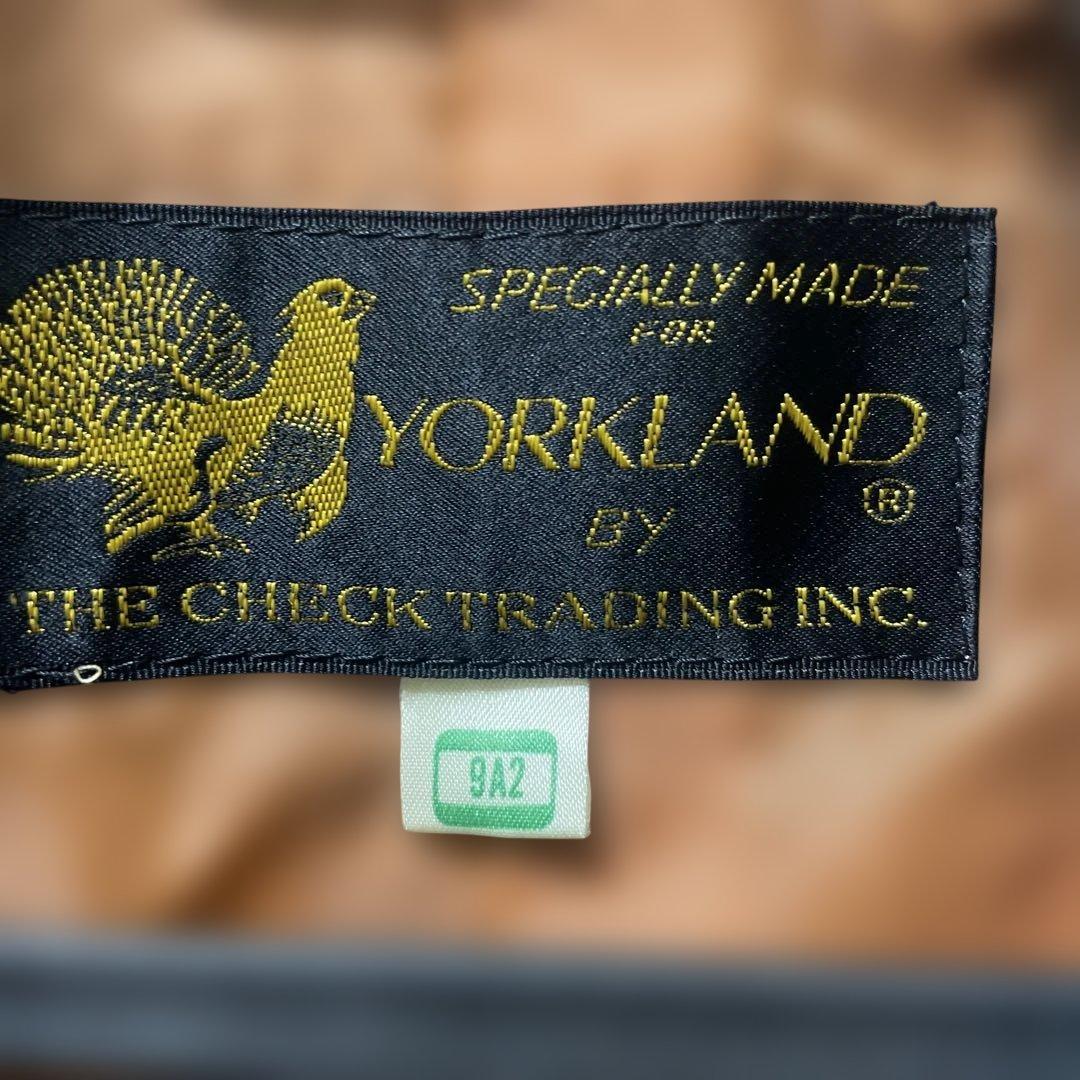 SPECIALLY MADE
FOR
YORKLAND
®
BY
THE CHECK TRADING INC.
9A2